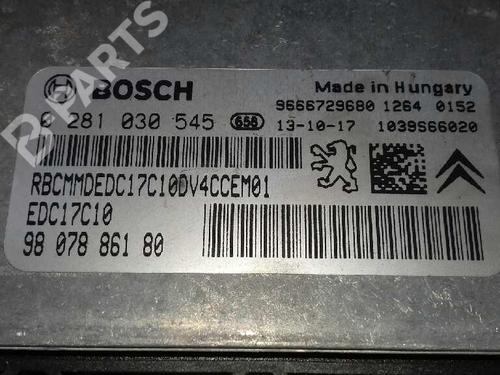 B-PARTS
BOSCH
Made in Hungary
9666729680 1264 0152
0 281 030 545 656 13-10-17 1039S66020
RBCMMDEDC17C10DV4CCEM01
EDC17C10
98 078 861 80